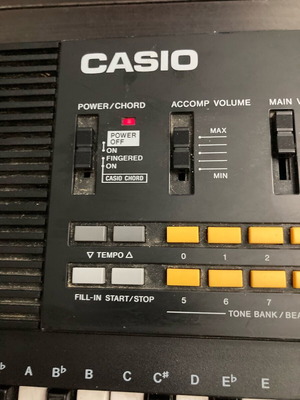 CASIO
POWER/CHORD
ACCOMP VOLUME
MAIN V
POWER
OFF
ON
FINGERED
ON
CASIO CHORD
MAX
MIN
▽ TEMPO △
0 1 2
FILL-IN START/STOP
5 6 7
TONE BANK/BEA
B♭ B C C# D E♭ E